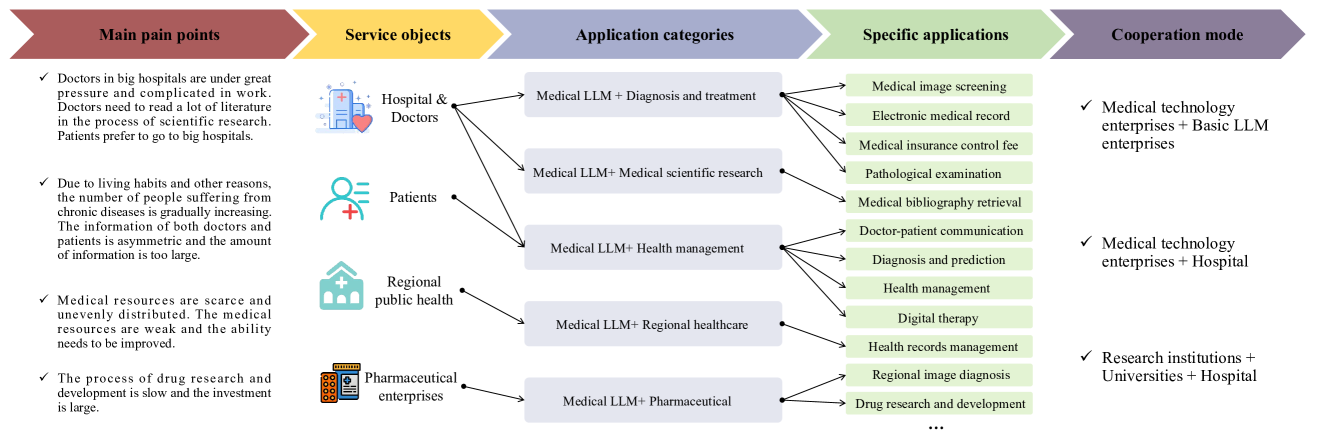 Main pain points
Service objects
Application categories
Specific applications
Cooperation mode
✓ Doctors in big hospitals are under great
pressure and complicated in work.
Doctors need to read a lot of literature
in the process of scientific research.
Patients prefer to go to big hospitals.
✓ Due to living habits and other reasons,
the number of people suffering from
chronic diseases is gradually increasing.
The information of both doctors and
patients is asymmetric and the amount
of information is too large.
✓ Medical resources are scarce and
unevenly distributed. The medical
resources are weak and the ability
needs to be improved.
✓ The process of drug research and
development is slow and the investment
is large.
Hospital &
Doctors
Patients
Regional
public health
Pharmaceutical
enterprises
Medical LLM + Diagnosis and treatment
Medical LLM+ Medical scientific research
Medical LLM+ Health management
Medical LLM+ Regional healthcare
Medical LLM+ Pharmaceutical
Medical image screening
Electronic medical record
Medical insurance control fee
Pathological examination
Medical bibliography retrieval
Doctor-patient communication
Diagnosis and prediction
Health management
Digital therapy
Health records management
Regional image diagnosis
Drug research and development
...
✓ Medical technology
enterprises + Basic LLM
enterprises
✓ Medical technology
enterprises + Hospital
✓ Research institutions +
Universities + Hospital